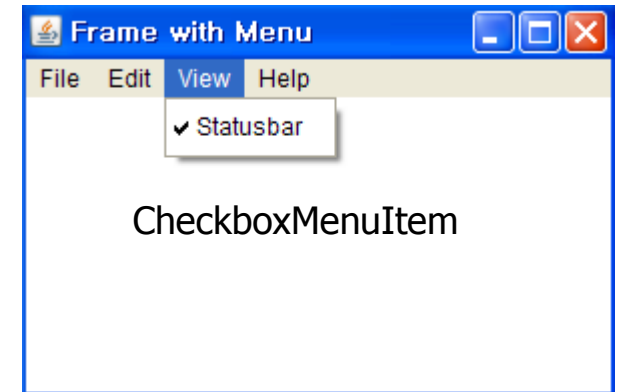 Frame with Menu
File Edit View Help
Statusbar
CheckboxMenuItem